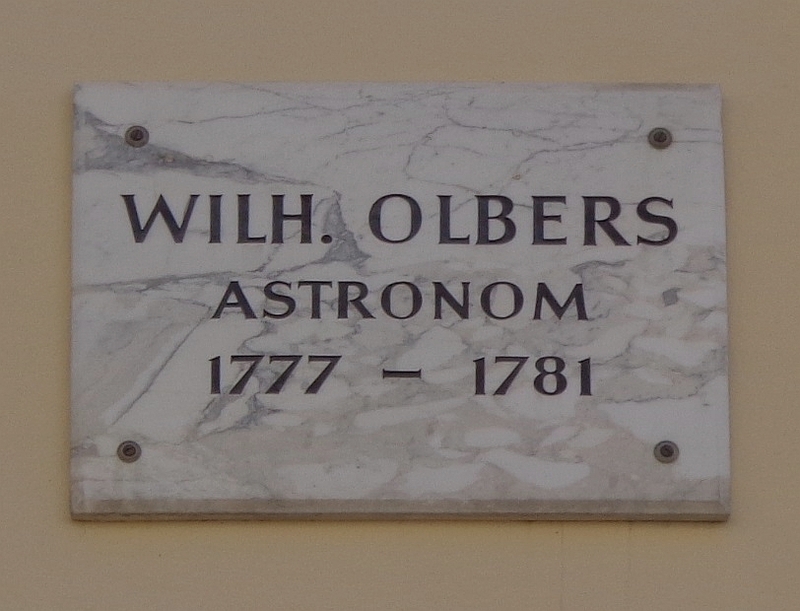 WILH. OLBERS
ASTRONOM
1777 – 1781